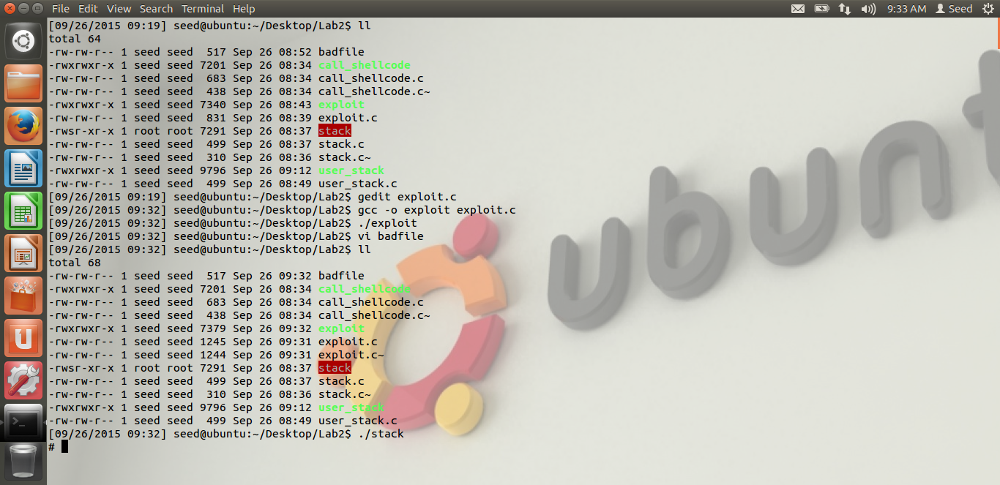 File Edit View Search Terminal Help 9:33 AM Seed
[09/26/2015 09:19] seed@ubuntu:~/Desktop/Lab2$ ll
total 64
-rw-rw-r-- 1 seed seed  517 Sep 26 08:52 badfile
-rwxrwxr-x 1 seed seed 7201 Sep 26 08:34 call_shellcode
-rw-rw-r-- 1 seed seed  683 Sep 26 08:34 call_shellcode.c
-rw-rw-r-- 1 seed seed  438 Sep 26 08:34 call_shellcode.c~
-rwxrwxr-x 1 seed seed 7340 Sep 26 08:43 exploit
-rw-rw-r-- 1 seed seed  831 Sep 26 08:39 exploit.c
-rwsr-xr-x 1 root root 7291 Sep 26 08:37 stack
-rw-rw-r-- 1 seed seed  499 Sep 26 08:37 stack.c
-rw-rw-r-- 1 seed seed  310 Sep 26 08:36 stack.c~
-rwxrwxr-x 1 seed seed 9796 Sep 26 09:12 user_stack
-rw-rw-r-- 1 seed seed  499 Sep 26 08:49 user_stack.c
[09/26/2015 09:19] seed@ubuntu:~/Desktop/Lab2$ gedit exploit.c
[09/26/2015 09:32] seed@ubuntu:~/Desktop/Lab2$ gcc -o exploit exploit.c
[09/26/2015 09:32] seed@ubuntu:~/Desktop/Lab2$ ./exploit
[09/26/2015 09:32] seed@ubuntu:~/Desktop/Lab2$ vi badfile
[09/26/2015 09:32] seed@ubuntu:~/Desktop/Lab2$ ll
total 68
-rw-rw-r-- 1 seed seed  517 Sep 26 09:32 badfile
-rwxrwxr-x 1 seed seed 7201 Sep 26 08:34 call_shellcode
-rw-rw-r-- 1 seed seed  683 Sep 26 08:34 call_shellcode.c
-rw-rw-r-- 1 seed seed  438 Sep 26 08:34 call_shellcode.c~
-rwxrwxr-x 1 seed seed 7379 Sep 26 09:32 exploit
-rw-rw-r-- 1 seed seed 1245 Sep 26 09:31 exploit.c
-rw-rw-r-- 1 seed seed 1244 Sep 26 09:31 exploit.c~
-rwsr-xr-x 1 root root 7291 Sep 26 08:37 stack
-rw-rw-r-- 1 seed seed  499 Sep 26 08:37 stack.c
-rw-rw-r-- 1 seed seed  310 Sep 26 08:36 stack.c~
-rwxrwxr-x 1 seed seed 9796 Sep 26 09:12 user_stack
-rw-rw-r-- 1 seed seed  499 Sep 26 08:49 user_stack.c
[09/26/2015 09:32] seed@ubuntu:~/Desktop/Lab2$ ./stack
#
ubunt